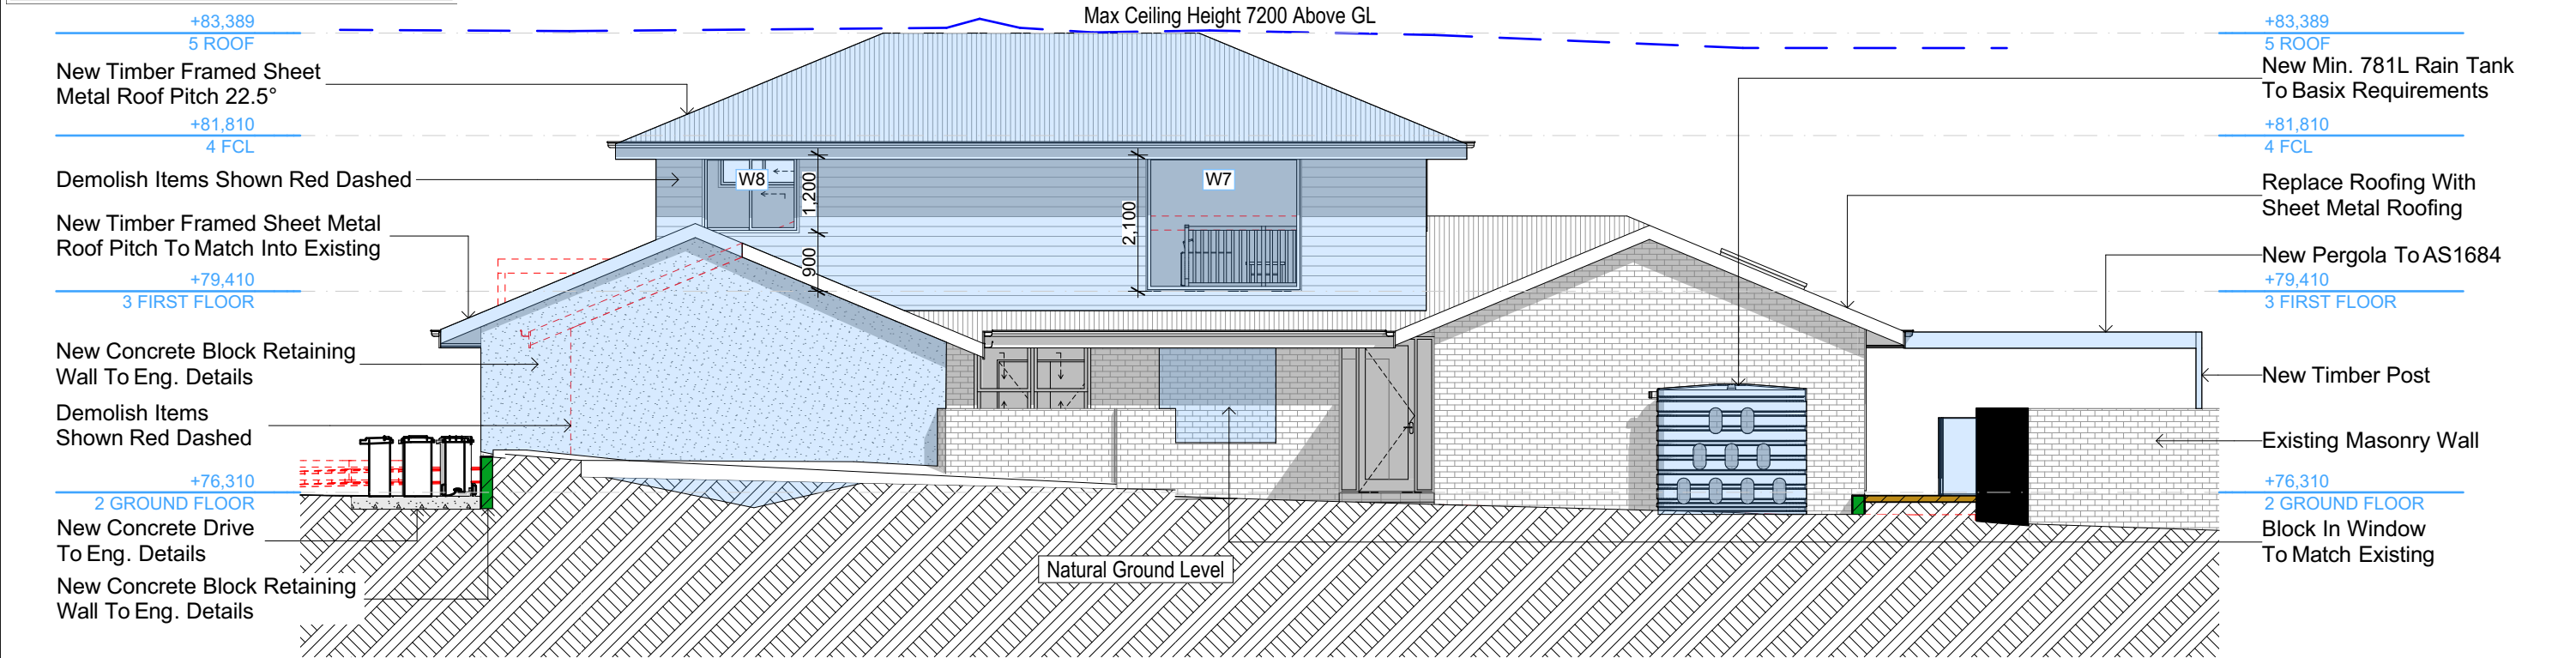 Max Ceiling Height 7200 Above GL
+83,389
5 ROOF
New Timber Framed Sheet
Metal Roof Pitch 22.5°
+81,810
4 FCL
Demolish Items Shown Red Dashed
New Timber Framed Sheet Metal
Roof Pitch To Match Into Existing
+79,410
3 FIRST FLOOR
New Concrete Block Retaining
Wall To Eng. Details
Demolish Items
Shown Red Dashed
+76,310
2 GROUND FLOOR
New Concrete Drive
To Eng. Details
New Concrete Block Retaining
Wall To Eng. Details
W8
1,200
900
2,100
W7
Natural Ground Level
+83,389
5 ROOF
New Min. 781L Rain Tank
To Basix Requirements
+81,810
4 FCL
Replace Roofing With
Sheet Metal Roofing
New Pergola To AS1684
+79,410
3 FIRST FLOOR
New Timber Post
Existing Masonry Wall
+76,310
2 GROUND FLOOR
Block In Window
To Match Existing